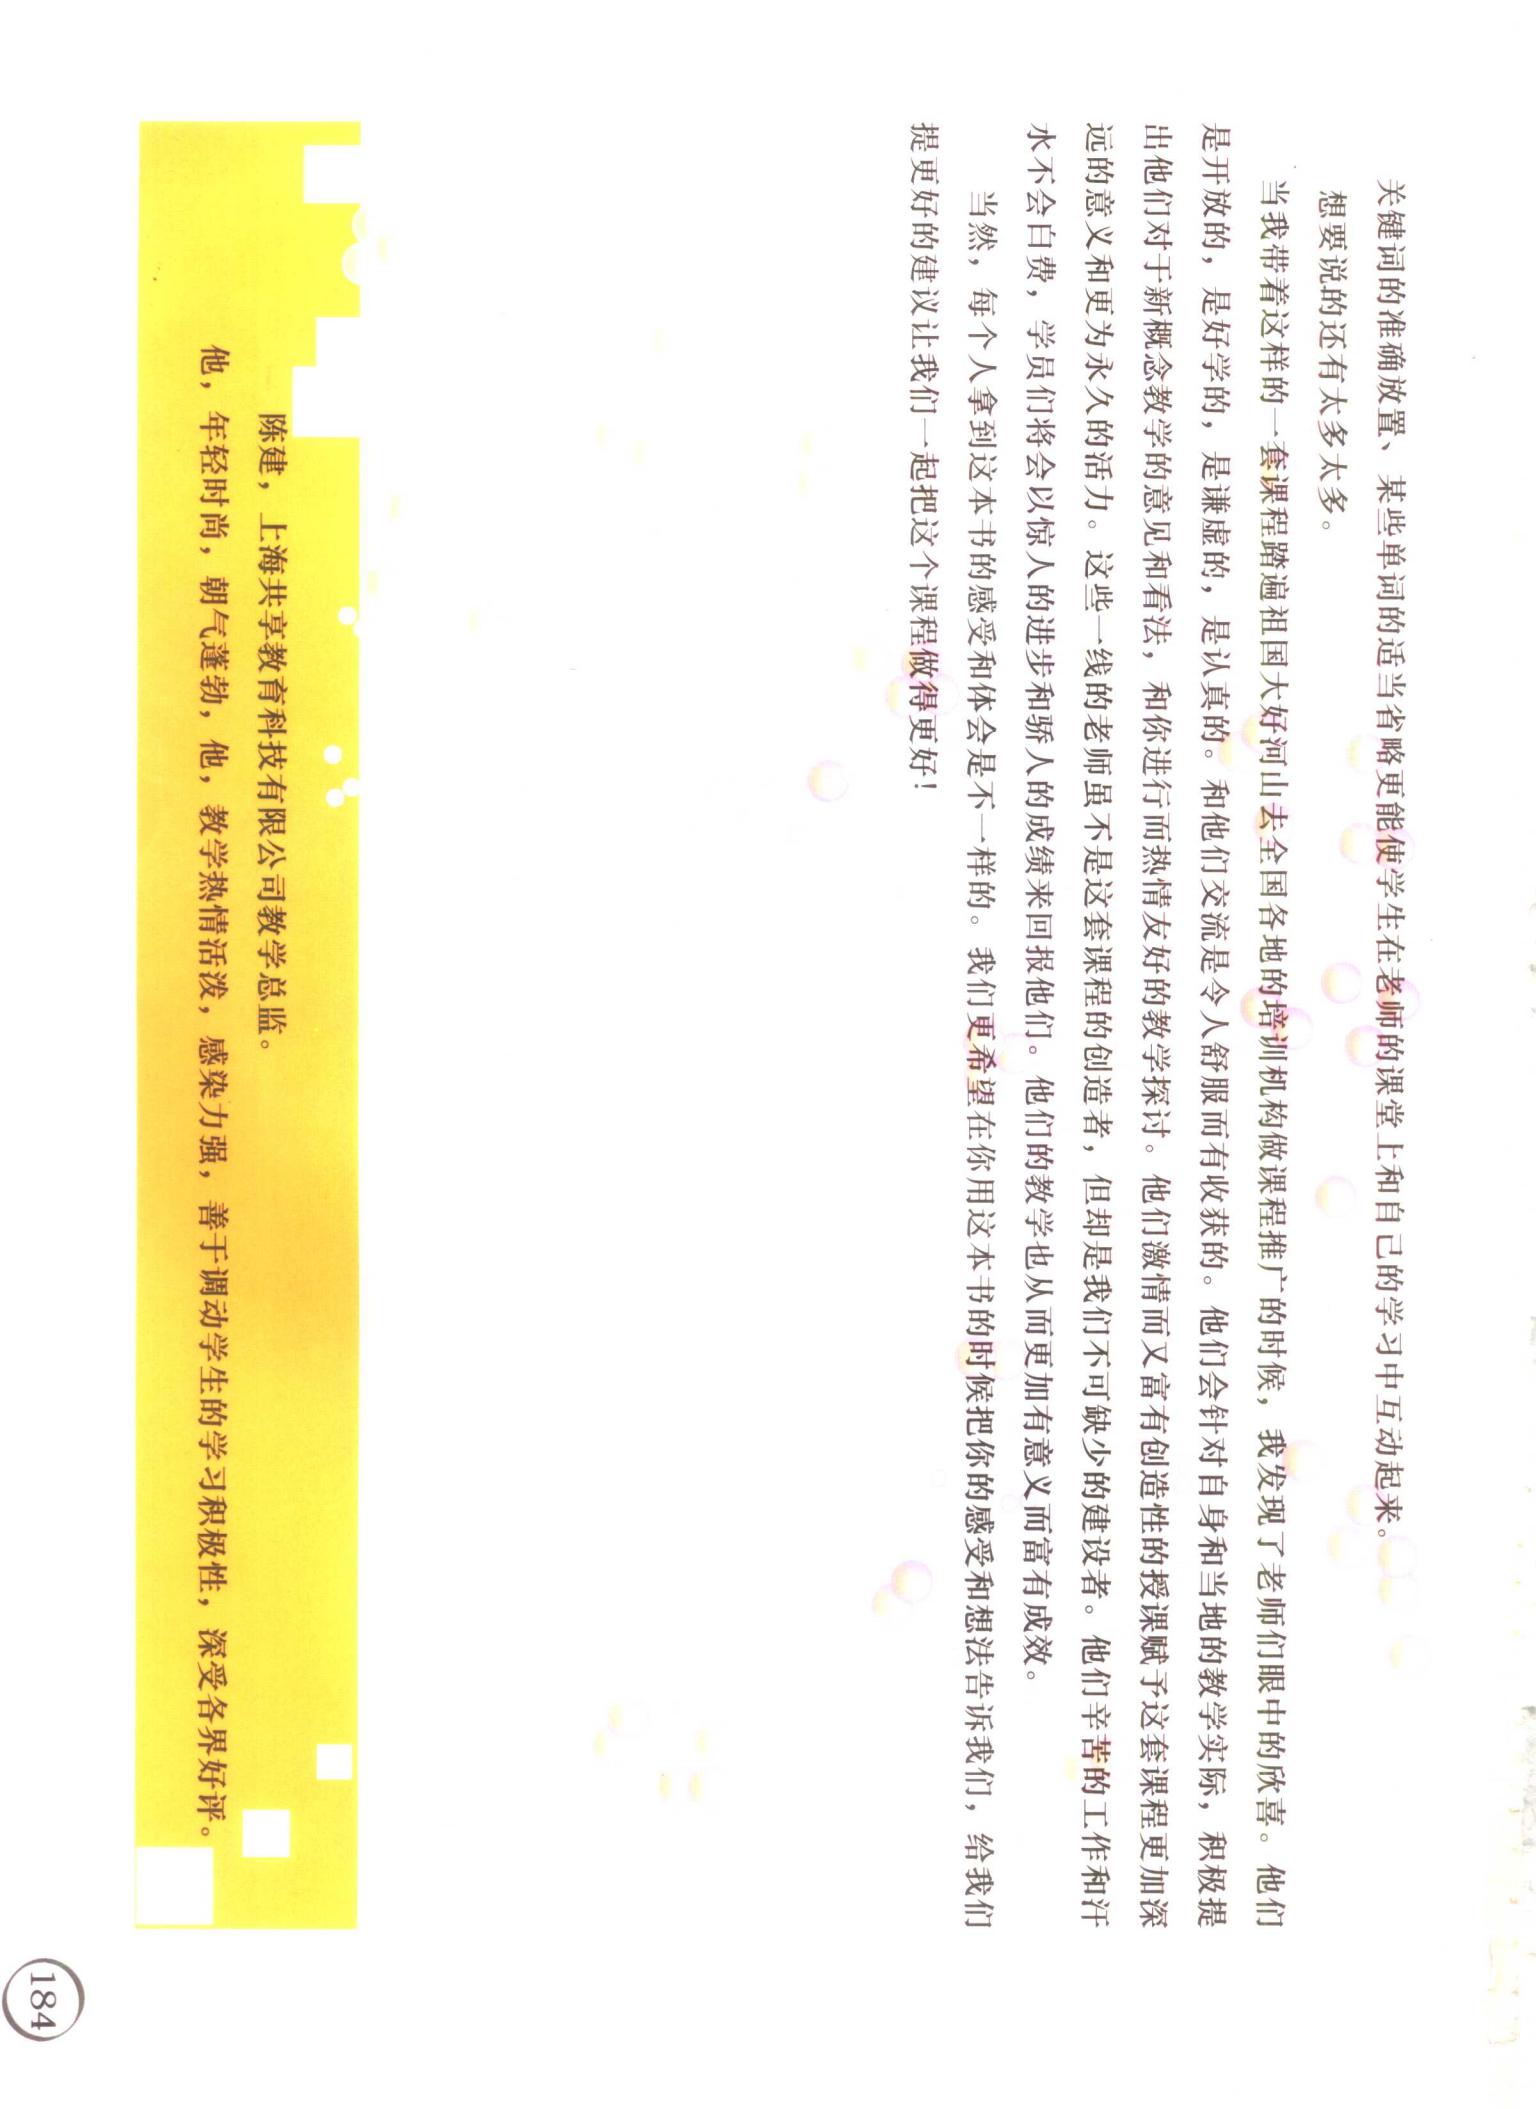 关键词的准确放置、某些单词的适当省略更能使学生在老师的课堂上和自己的学习中互动起来。
想要说的还有太多太多。
当我带着这样的一套课程踏遍祖国大好河山去全国各地的培训机构做课程推广的时候，我发现了老师们眼中的欣喜。他们
是开放的，是好学的，是谦虚的，是认真的。和他们交流是令人舒服而有收获的。他们会针对自身和当地的教学实际，积极提
出他们对于新概念教学的意见和看法，和你进行而热情友好的教学探讨。他们激情而又富有创造性的授课赋予这套课程更加深
远的意义和更为永久的活力。这些一线的老师虽不是这套课程的创造者，但却是我们不可缺少的建设者。他们辛苦的工作和汗
水不会白费，学员们将会以惊人的进步和骄人的成绩来回报他们。他们的教学也从而更加有意义而富有成效。
当然，每个人拿到这本书的感受和体会是不一样的。我们更希望在你用这本书的时候把你的感受和想法告诉我们，给我们
提更好的建议让我们一起把这个课程做得更好！
陈建，上海共享教育科技有限公司教学总监。
他，年轻时尚，朝气蓬勃，他，教学热情活泼，感染力强，善于调动学生的学习积极性，深受各界好评。
184